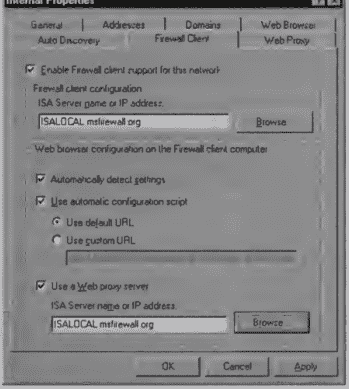 Internal Properties
General Addresses Domains Web Browser
Auto Discovery Firewall Client Web Proxy
Enable Firewall client support for this network
Firewall client configuration
ISA Server name or IP address:
ISALOCAL.msfirewall.org
Browse...
Web browser configuration on the Firewall client computer
Automatically detect settings
Use automatic configuration script
Use default URL
Use custom URL
Use a Web proxy server
ISA Server name or IP address:
ISALOCAL.msfirewall.org
Browse...
OK Cancel Apply